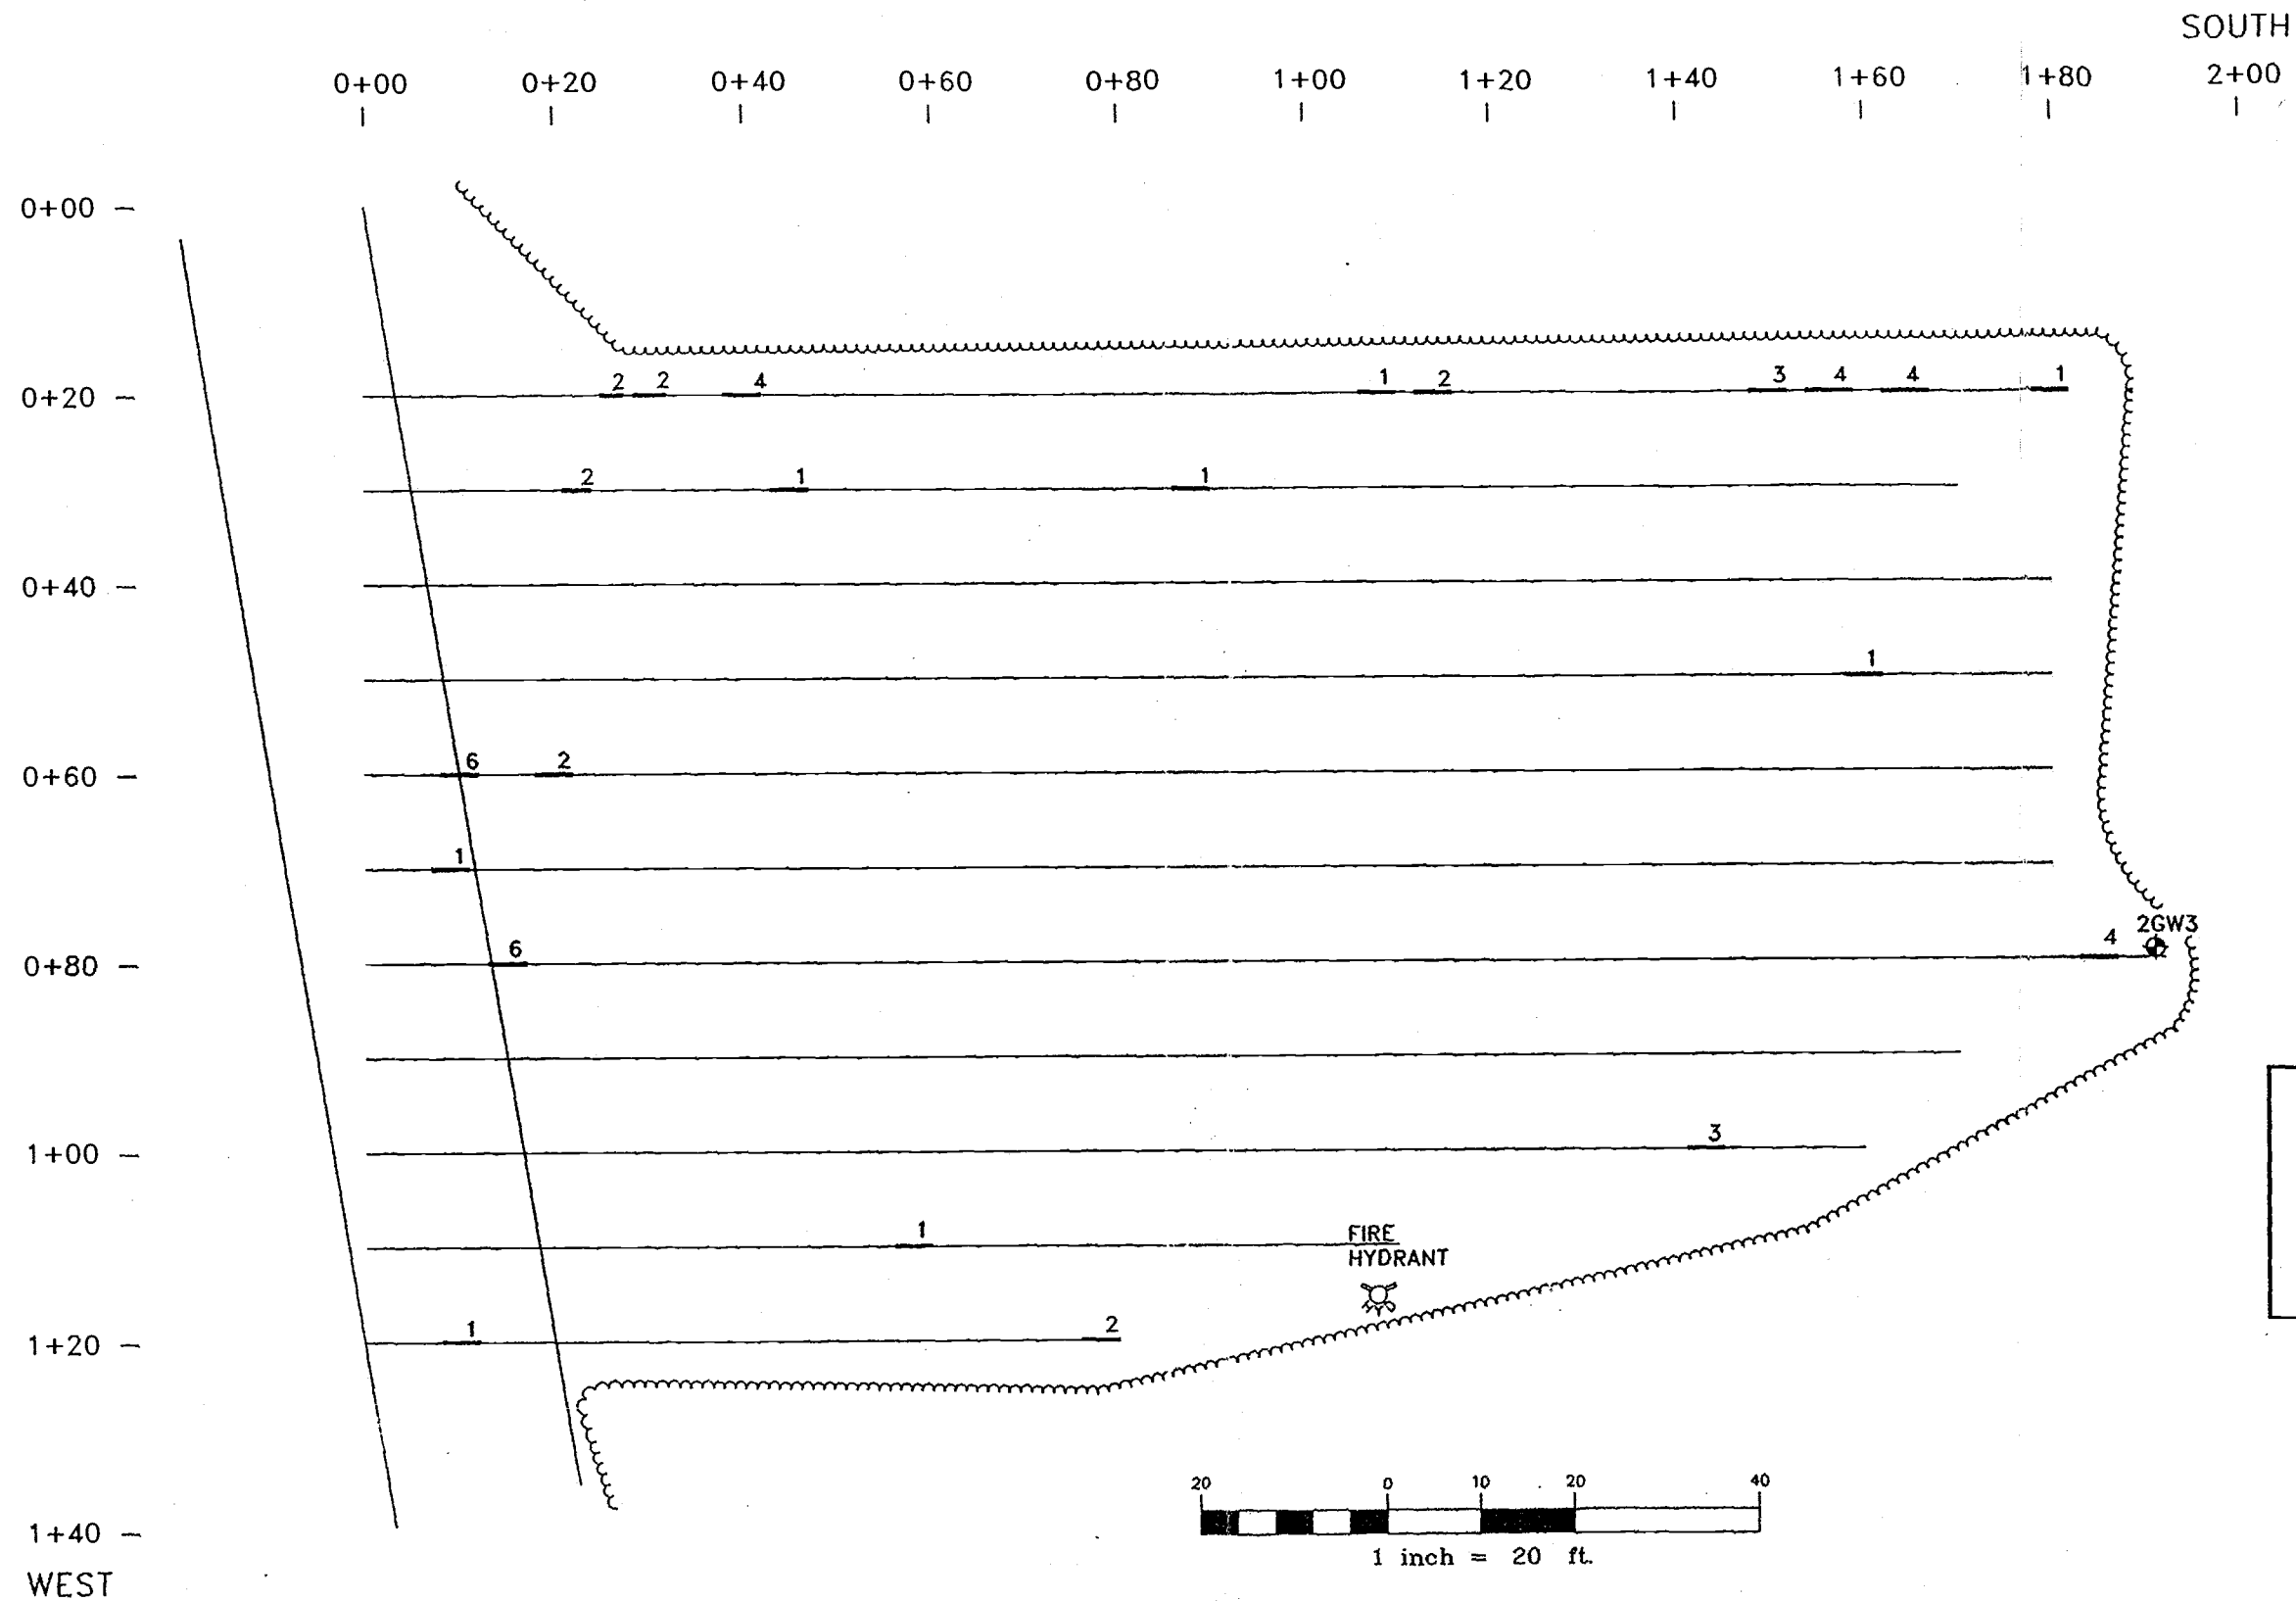 SOUTH
0+00 0+20 0+40 0+60 0+80 1+00 1+20 1+40 1+60 1+80 2+00
0+00
2 2 4 1 2 3 4 4 1
0+20
2 1 1
0+40
1
6 2
0+60
1
2GW3
6 4
0+80
3
1+00
1 FIRE
HYDRANT
1 2
1+20
20 0 10 20 40
1+40
1 inch = 20 ft.
WEST